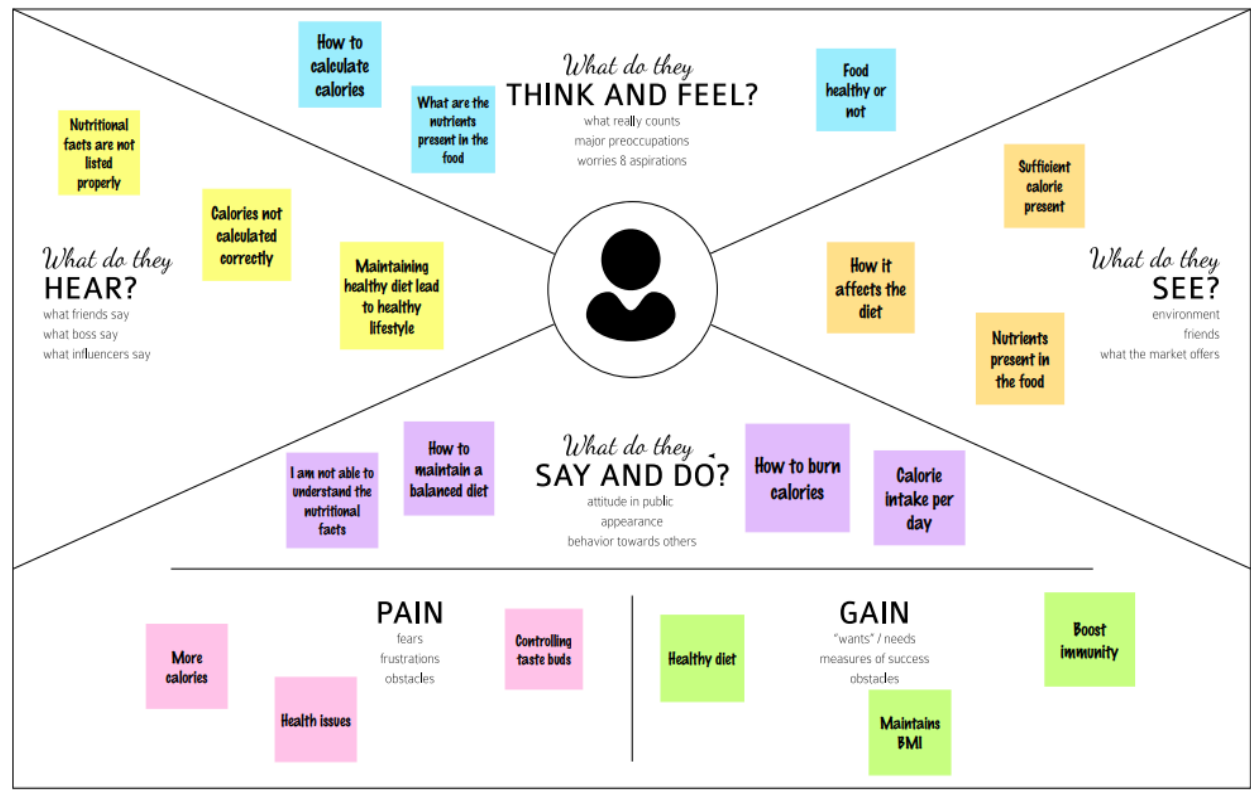 How to
calculate
calories
What are the
nutrients
present in the
food
What do they
THINK AND FEEL?
what really counts
major preoccupations
worries & aspirations
Food
healthy or
not
Nutritional
facts are not
listed
properly
Calories not
calculated
correctly
Maintaining
healthy diet lead
to healthy
lifestyle
What do they
HEAR?
what friends say
what boss say
what influencers say
Sufficient
calorie
present
How it
affects the
diet
Nutrients
present in
the food
What do they
SEE?
environment
friends
what the market offers
I am not able to
understand the
nutritional
facts
How to
maintain a
balanced diet
What do they
SAY AND DO?
attitude in public
appearance
behavior towards others
How to burn
calories
Calorie
intake per
day
PAIN
fears
frustrations
obstacles
More
calories
Health issues
Controlling
taste buds
GAIN
"wants" / needs
measures of success
obstacles
Healthy diet
Maintains
BMI
Boost
immunity